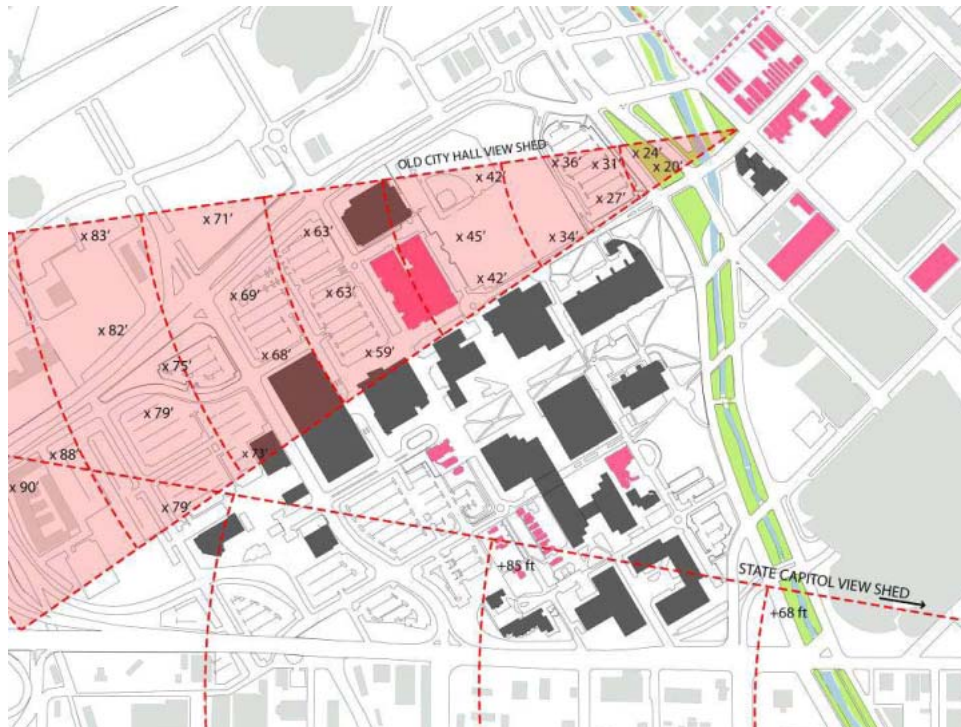 OLD CITY HALL VIEW SHED
x 24'
x 36'
x 31'
x 20'
x 42'
x 27'
x 71'
x 83'
x 63'
x 45'
x 34'
x 42'
x 69'
x 63'
x 82'
x 68'
x 59'
x 75'
x 79'
x 88'
x 73'
x 90'
x 79'
+85 ft
STATE CAPITOL VIEW SHED
+68 ft